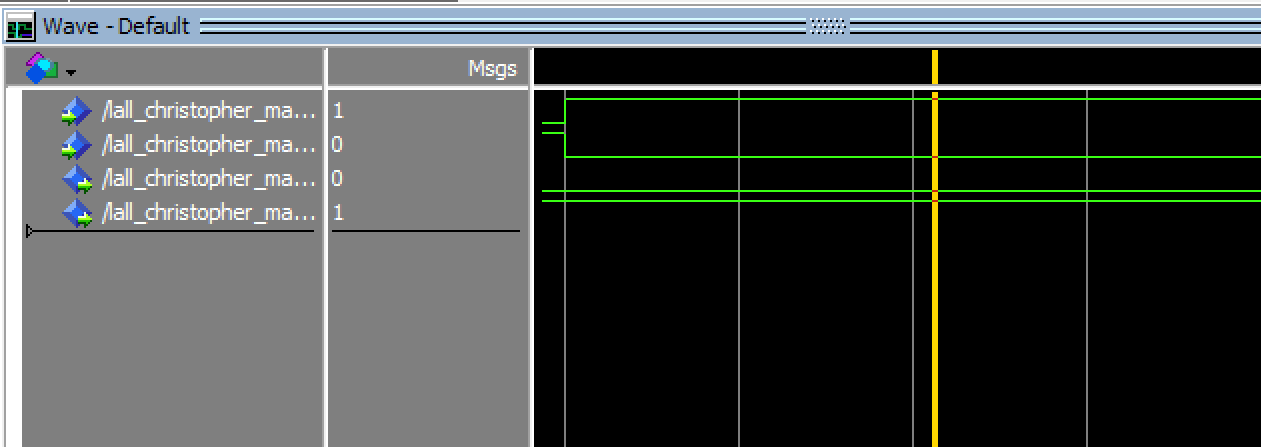 Wave - Default
Msgs
/lall_christopher_ma... 1
/lall_christopher_ma... 0
/lall_christopher_ma... 0
/lall_christopher_ma... 1